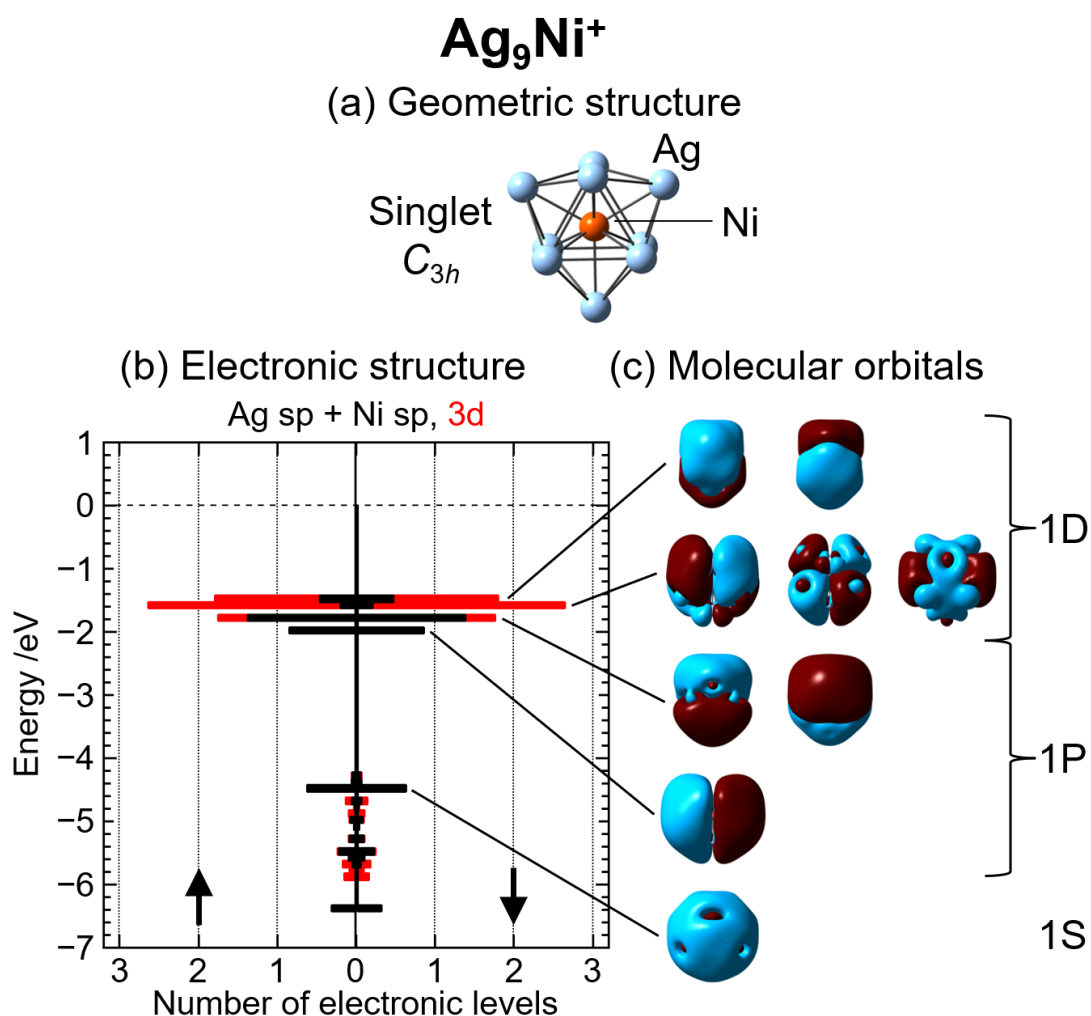 Ag₉Ni⁺
(a) Geometric structure
Ag
Singlet
Ni
C₃ₕ
(b) Electronic structure
(c) Molecular orbitals
Ag sp + Ni sp, 3d
1
0
−1
−2
−3
−4
−5
−6
−7
Energy /eV
3 2 1 0 1 2 3
Number of electronic levels
1D
1P
1S